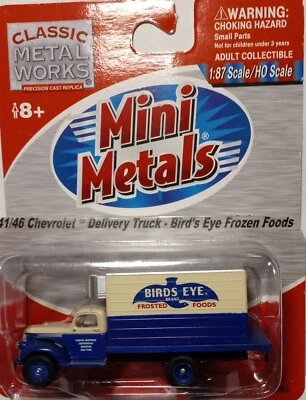 CLASSIC
METAL
WORKS®
PRECISION CAST REPLICA
8+
WARNING:
CHOKING HAZARD
Small Parts
Not for children under 3 years
ADULT COLLECTIBLE
1:87 Scale/HO Scale
Mini
Metals®
41/46 Chevrolet Delivery Truck - Bird's Eye Frozen Foods
BIRDS EYE
BRAND
FROSTED FOODS